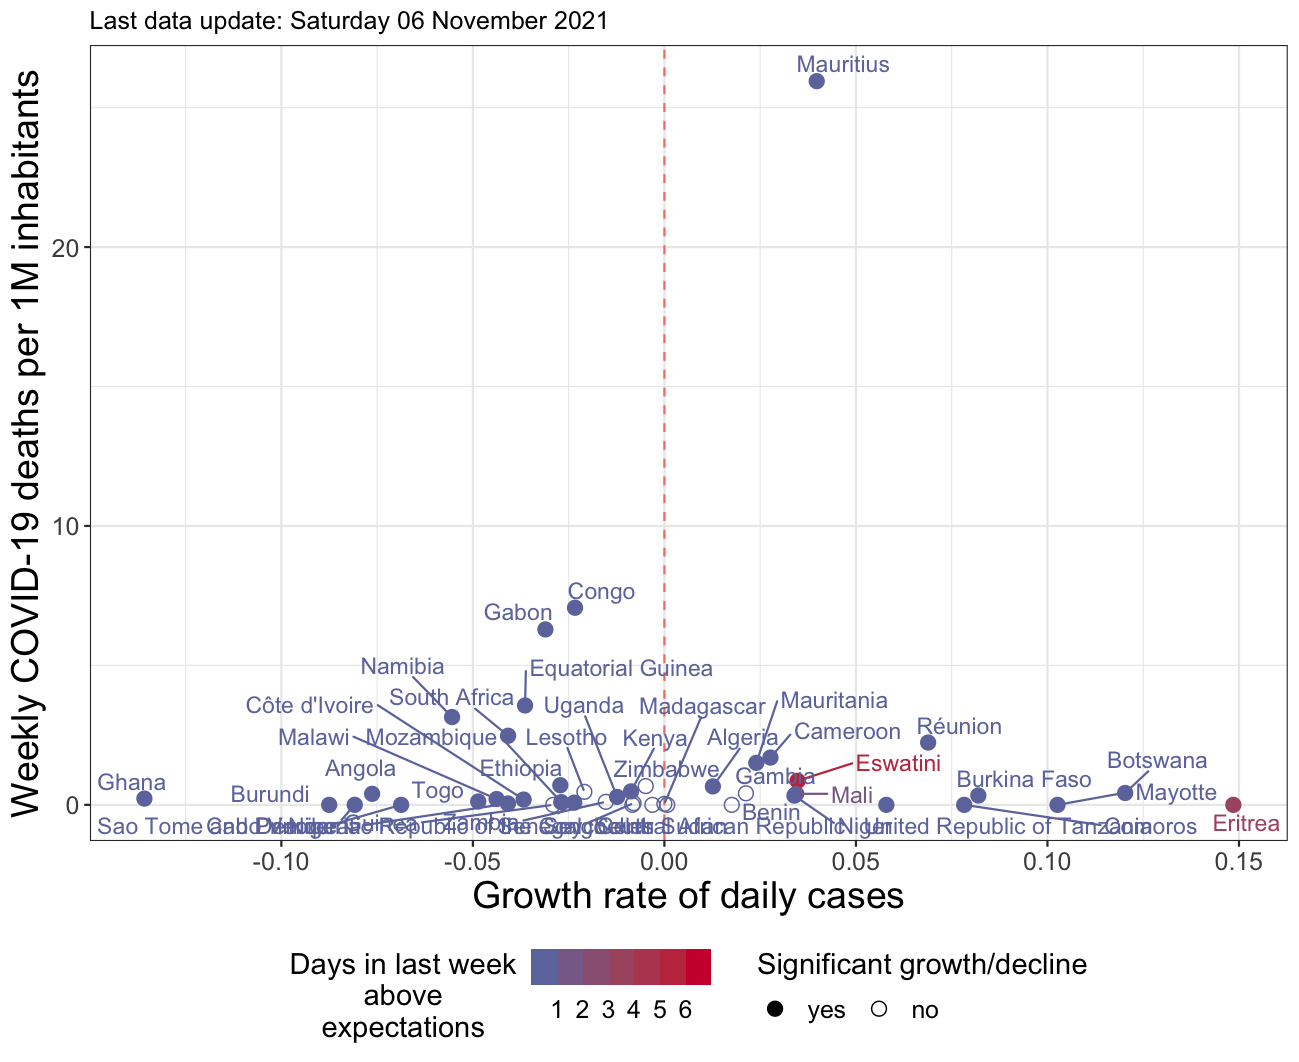 Last data update: Saturday 06 November 2021
Weekly COVID-19 deaths per 1M inhabitants
Mauritius
20
10
Congo
Gabon
Namibia
Equatorial Guinea
South Africa
Côte d'Ivoire
Uganda
Madagascar
Mauritania
Malawi
Mozambique
Lesotho
Kenya
Algeria
Cameroon
Réunion
Angola
Ethiopia
Zimbabwe
Gambia
Eswatini
Ghana
Burundi
Togo
Benin
Mali
Burkina Faso
Botswana
Mayotte
0
Sao Tome and
Zambia
Niger
United Republic of Tanzania
Comoros
Eritrea
-0.10
-0.05
0.00
0.05
0.10
0.15
Growth rate of daily cases
Days in last week
above
expectations
1 2 3 4 5 6
Significant growth/decline
yes
no